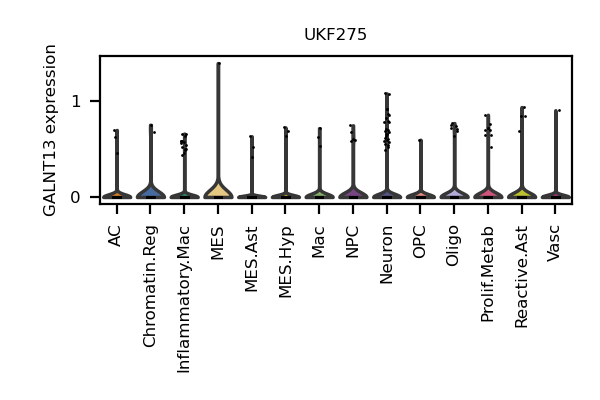 UKF275
GALNT13 expression
1
0
AC
Chromatin.Reg
Inflammatory.Mac
MES
MES.Ast
MES.Hyp
Mac
NPC
Neuron
OPC
Oligo
Prolif.Metab
Reactive.Ast
Vasc